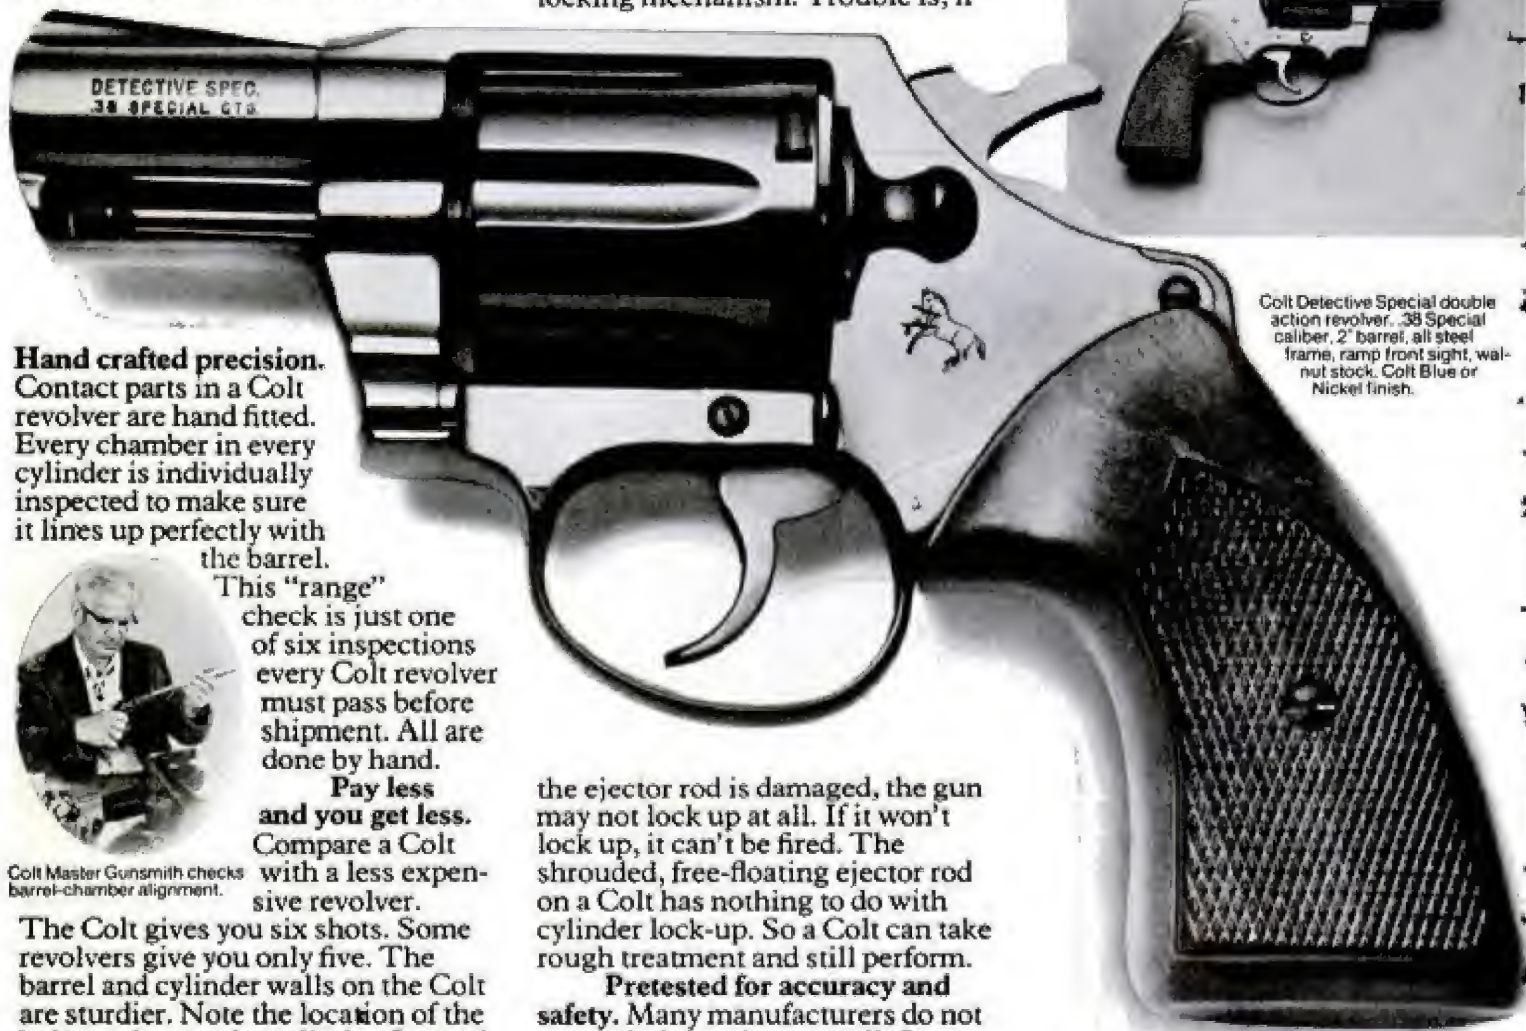 locking mechanism. Trouble is, if
DETECTIVE SPEC.
.38 SPECIAL CTG
Colt Detective Special double
action revolver. .38 Special
caliber, 2" barrel, all steel
frame, ramp front sight, wal-
nut stock. Colt Blue or
Nickel finish.
Hand crafted precision.
Contact parts in a Colt
revolver are hand fitted.
Every chamber in every
cylinder is individually
inspected to make sure
it lines up perfectly with
the barrel.
This “range”
check is just one
of six inspections
every Colt revolver
must pass before
shipment. All are
done by hand.
Pay less
and you get less.
Compare a Colt
with a less expen-
sive revolver.
Colt Master Gunsmith checks
barrel-chamber alignment.
The Colt gives you six shots. Some
revolvers give you only five. The
barrel and cylinder walls on the Colt
are sturdier. Note the location of the
the ejector rod is damaged, the gun
may not lock up at all. If it won't
lock up, it can't be fired. The
shrouded, free-floating ejector rod
on a Colt has nothing to do with
cylinder lock-up. So a Colt can take
rough treatment and still perform.
Pretested for accuracy and
safety. Many manufacturers do not